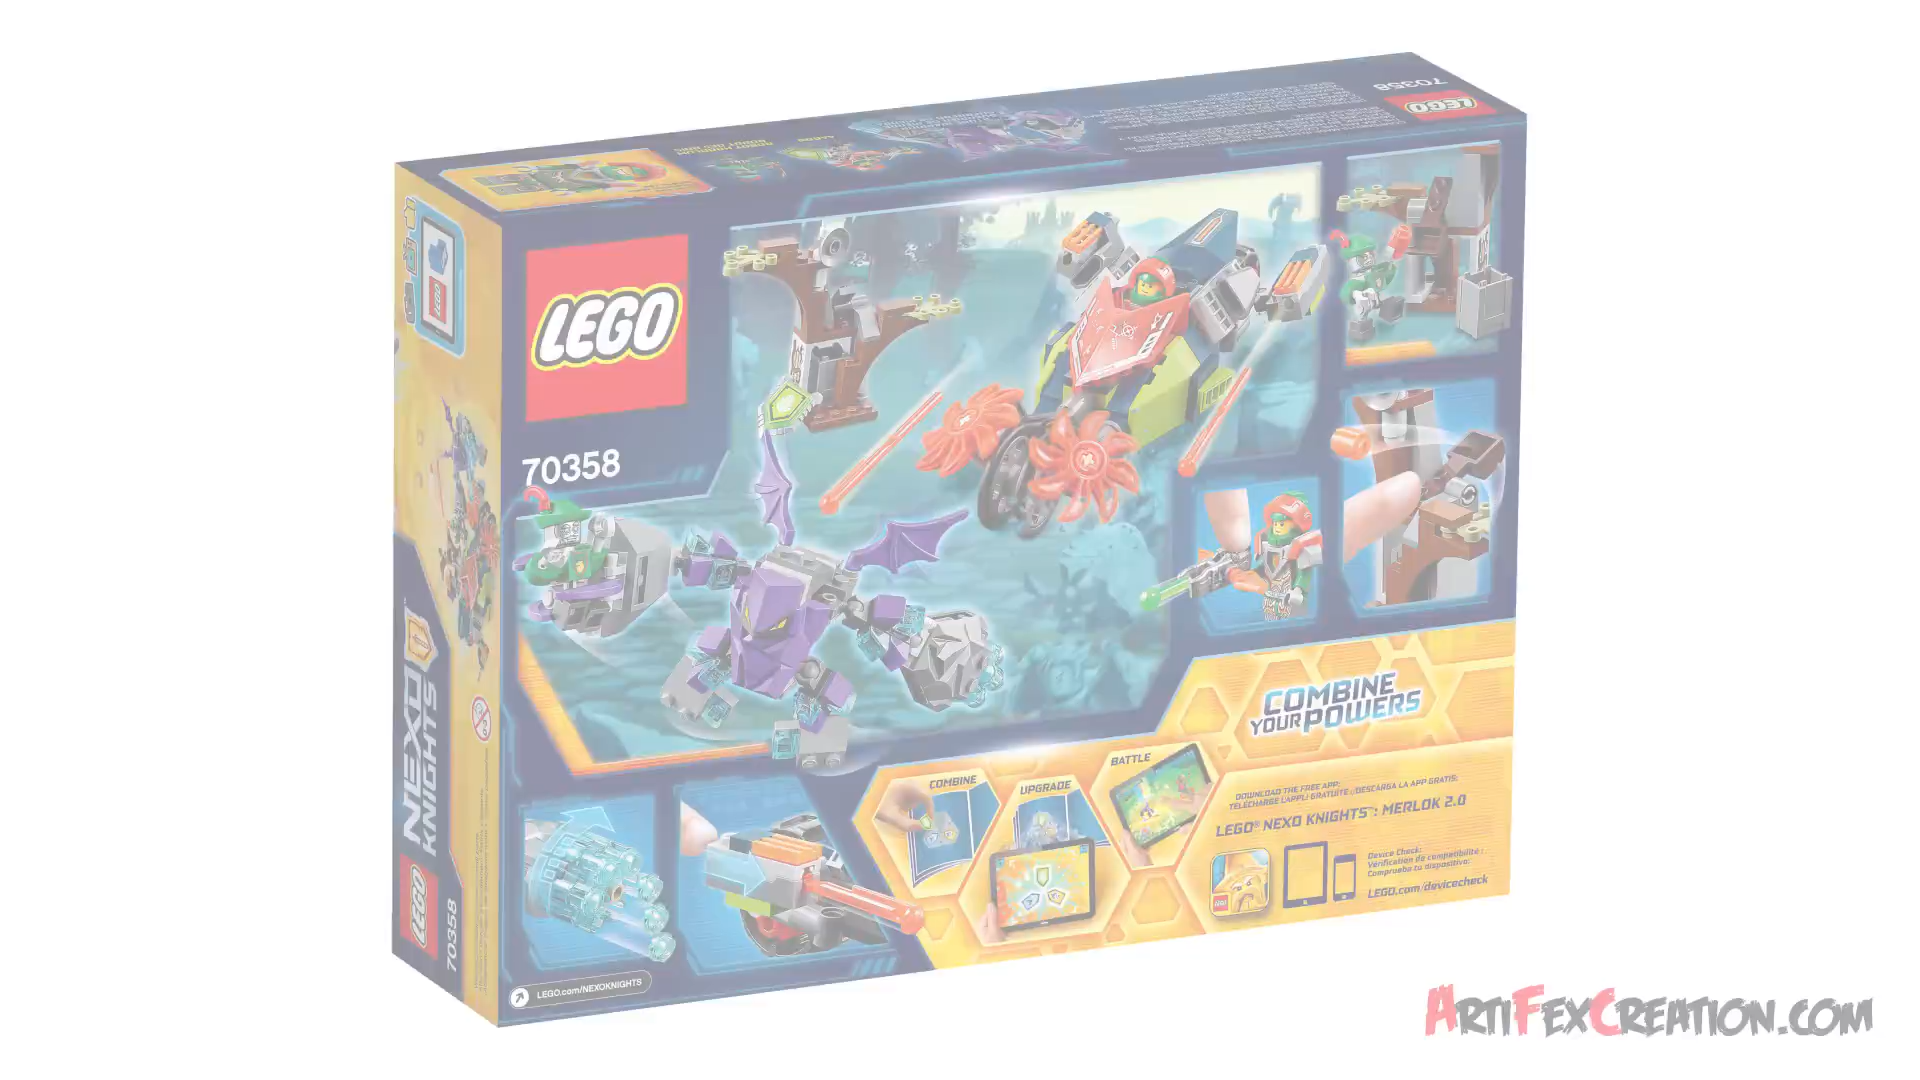 70358
LEGO
LEGO
LEGO
70358
COMBINE
YOUR POWERS
COMBINE
UPGRADE
BATTLE
DOWNLOAD THE FREE APP:
TÉLÉCHARGE L'APPLI GRATUITE : DESCARGA LA APP GRATIS:
LEGO® NEXO KNIGHTS™: MERLOK 2.0
Device Check:
Vérification de compatibilité :
Comprueba tu dispositivo:
LEGO.com/devicecheck
LEGO
LEGO.com/NEXOKNIGHTS
NEXO
KNIGHTS
LEGO
70358
ARTIFEXCREATION.COM